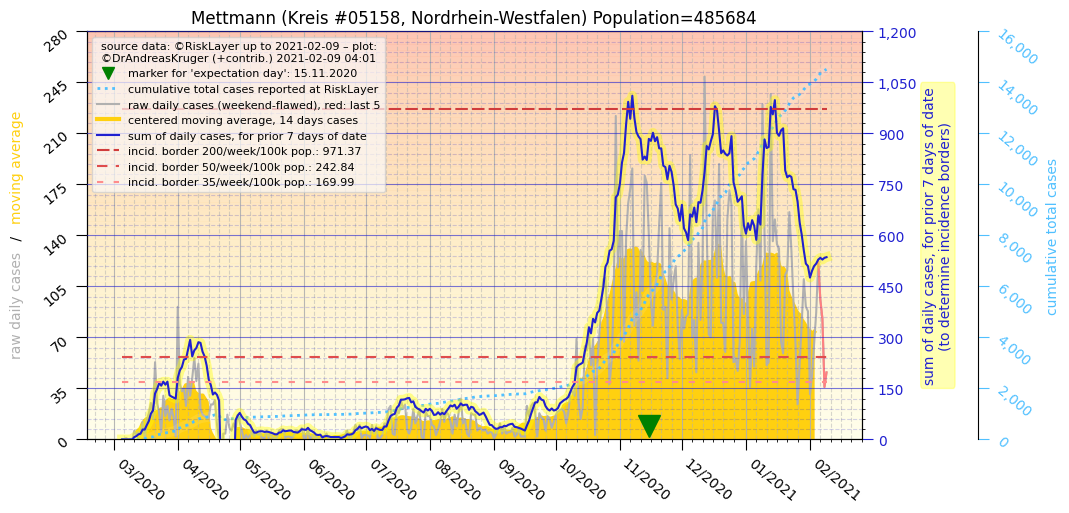 Mettmann (Kreis #05158, Nordrhein-Westfalen) Population=485684
source data: ©RiskLayer up to 2021-02-09 – plot:
©DrAndreasKruger (+contrib.) 2021-02-09 04:01
marker for 'expectation day': 15.11.2020
cumulative total cases reported at RiskLayer
raw daily cases (weekend-flawed), red: last 5
centered moving average, 14 days cases
sum of daily cases, for prior 7 days of date
incid. border 200/week/100k pop.: 971.37
incid. border 50/week/100k pop.: 242.84
incid. border 35/week/100k pop.: 169.99
raw daily cases / moving average
280
245
210
175
140
105
70
35
0
03/2020
04/2020
05/2020
06/2020
07/2020
08/2020
09/2020
10/2020
11/2020
12/2020
01/2021
02/2021
1,200
1,050
900
750
600
450
300
150
0
sum of daily cases, for prior 7 days of date
(to determine incidence borders)
16,000
14,000
12,000
10,000
8,000
6,000
4,000
2,000
0
cumulative total cases